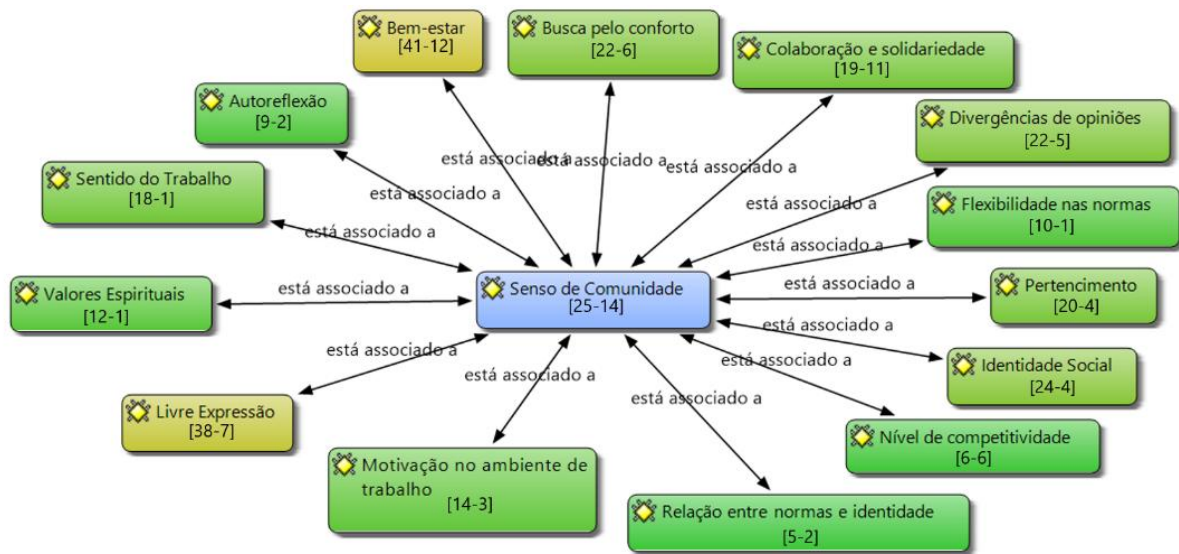 Bem-estar
[41-12]
Busca pelo conforto
[22-6]
Colaboração e solidariedade
[19-11]
Autoreflexão
[9-2]
Divergências de opiniões
[22-5]
está associado a
está associado a
está associado a
Sentido do Trabalho
[18-1]
está associado a
está associado a
Flexibilidade nas normas
[10-1]
está associado a
está associado a
Valores Espirituais
[12-1]
está associado a
Senso de Comunidade
[25-14]
está associado a
Pertencimento
[20-4]
está associado a
está associado a
Identidade Social
[24-4]
está associado a
está associado a
está associado a
Livre Expressão
[38-7]
Nível de competitividade
[6-6]
Motivação no ambiente de
trabalho
[14-3]
Relação entre normas e identidade
[5-2]